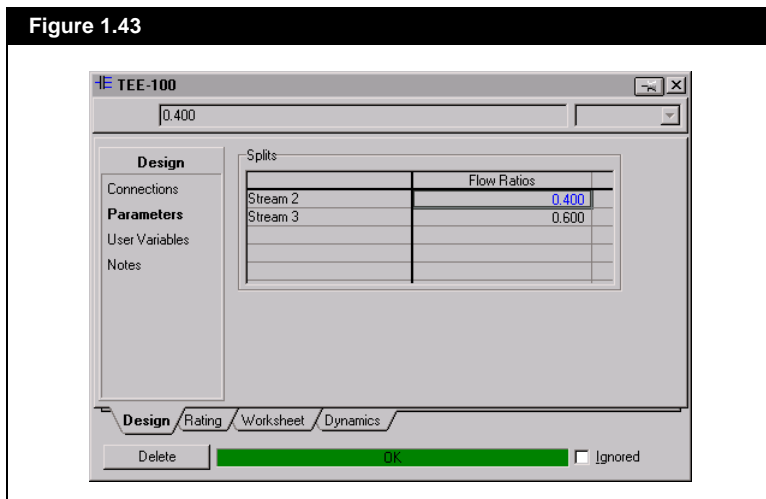 Figure 1.43
TEE-100
0.400
Design
Connections
Parameters
User Variables
Notes
Splits
Flow Ratios
Stream 2 0.400
Stream 3 0.600
Design Rating Worksheet Dynamics
Delete OK Ignored